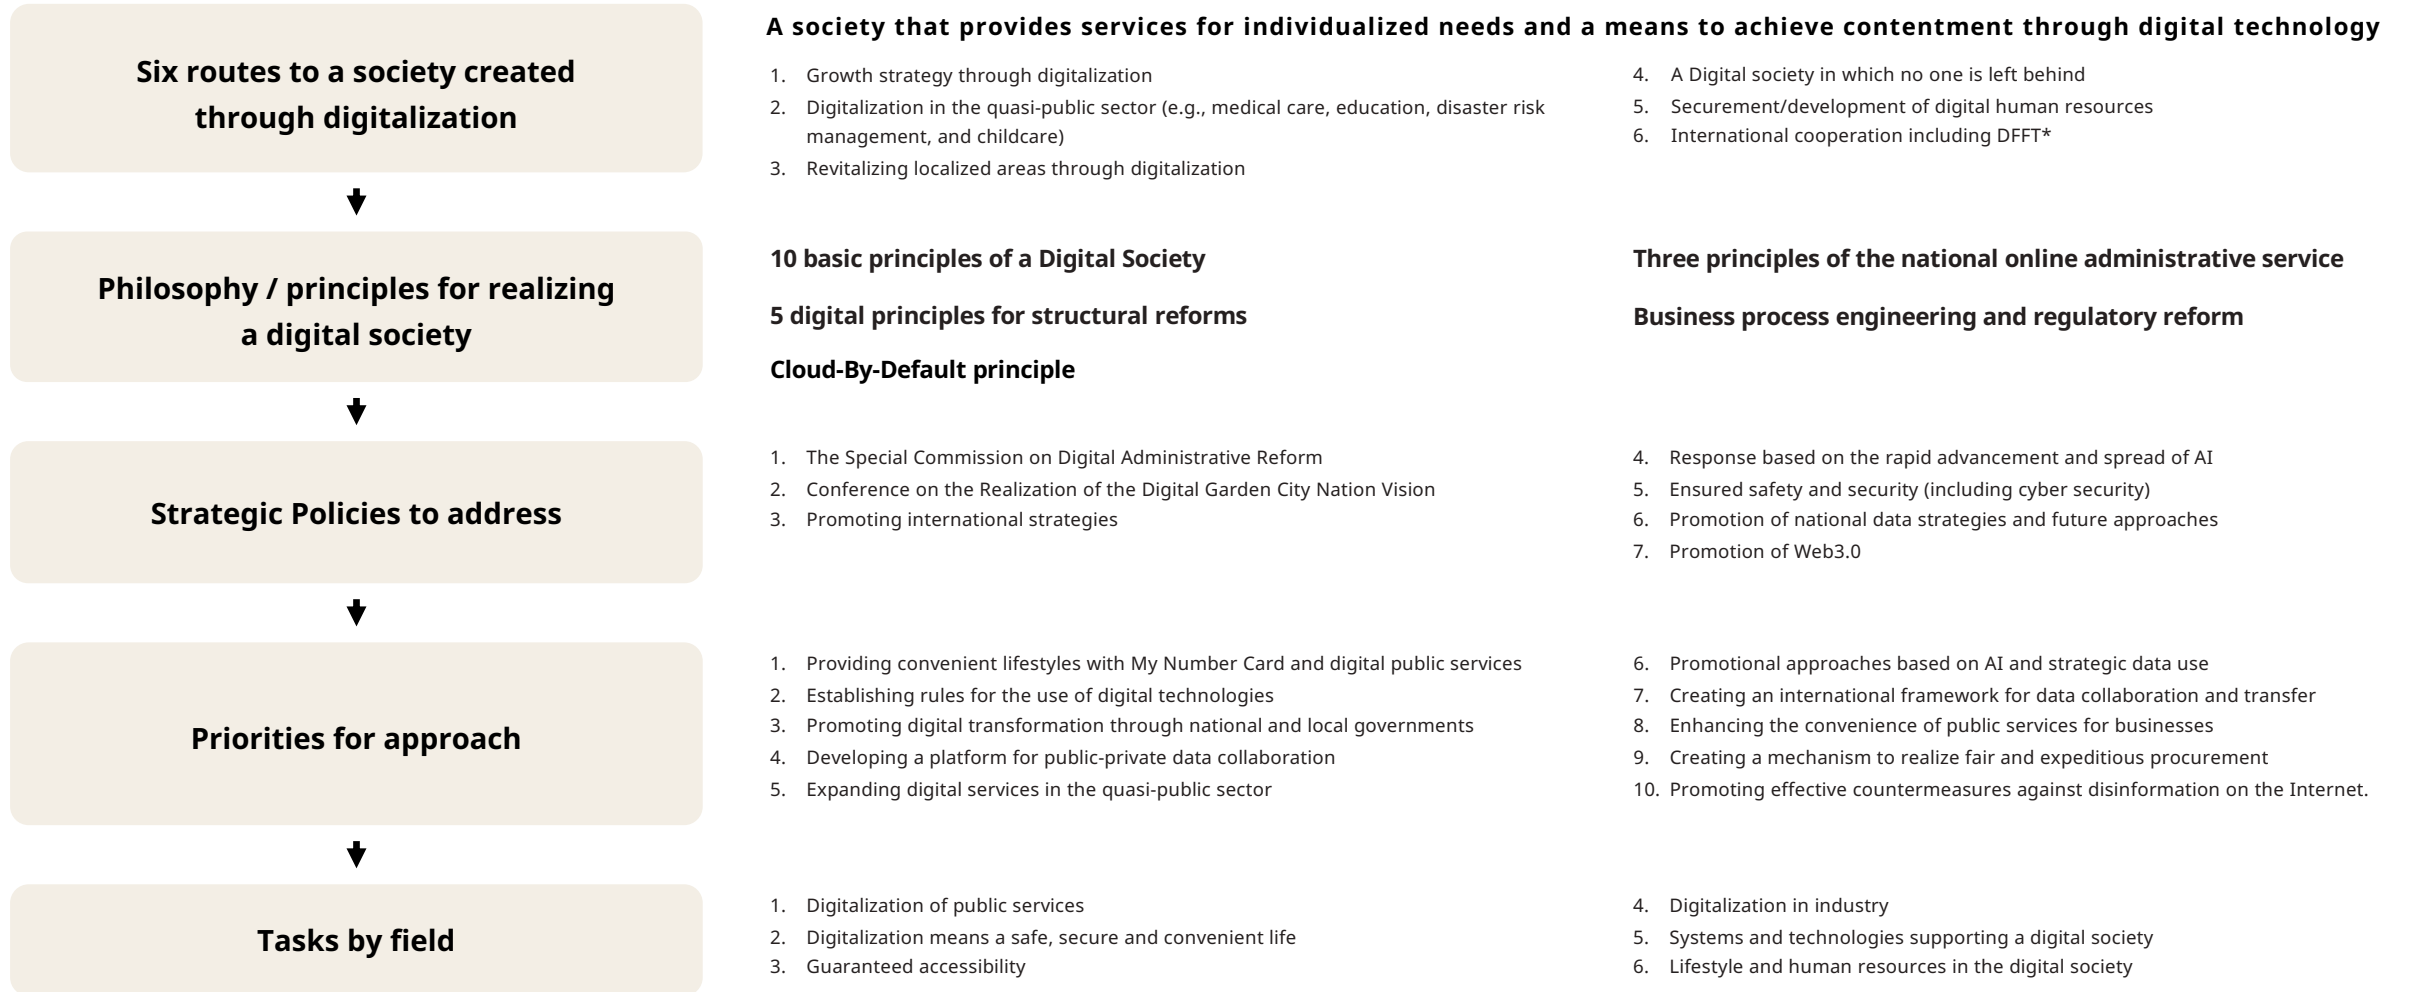 Six routes to a society created
through digitalization
A society that provides services for individualized needs and a means to achieve contentment through digital technology
1. Growth strategy through digitalization
2. Digitalization in the quasi-public sector (e.g., medical care, education, disaster risk
management, and childcare)
3. Revitalizing localized areas through digitalization
4. A Digital society in which no one is left behind
5. Securement/development of digital human resources
6. International cooperation including DFFT*
Philosophy / principles for realizing
a digital society
10 basic principles of a Digital Society
5 digital principles for structural reforms
Cloud-By-Default principle
Three principles of the national online administrative service
Business process engineering and regulatory reform
Strategic Policies to address
1. The Special Commission on Digital Administrative Reform
2. Conference on the Realization of the Digital Garden City Nation Vision
3. Promoting international strategies
4. Response based on the rapid advancement and spread of AI
5. Ensured safety and security (including cyber security)
6. Promotion of national data strategies and future approaches
7. Promotion of Web3.0
Priorities for approach
1. Providing convenient lifestyles with My Number Card and digital public services
2. Establishing rules for the use of digital technologies
3. Promoting digital transformation through national and local governments
4. Developing a platform for public-private data collaboration
5. Expanding digital services in the quasi-public sector
6. Promotional approaches based on AI and strategic data use
7. Creating an international framework for data collaboration and transfer
8. Enhancing the convenience of public services for businesses
9. Creating a mechanism to realize fair and expeditious procurement
10. Promoting effective countermeasures against disinformation on the Internet.
Tasks by field
1. Digitalization of public services
2. Digitalization means a safe, secure and convenient life
3. Guaranteed accessibility
4. Digitalization in industry
5. Systems and technologies supporting a digital society
6. Lifestyle and human resources in the digital society